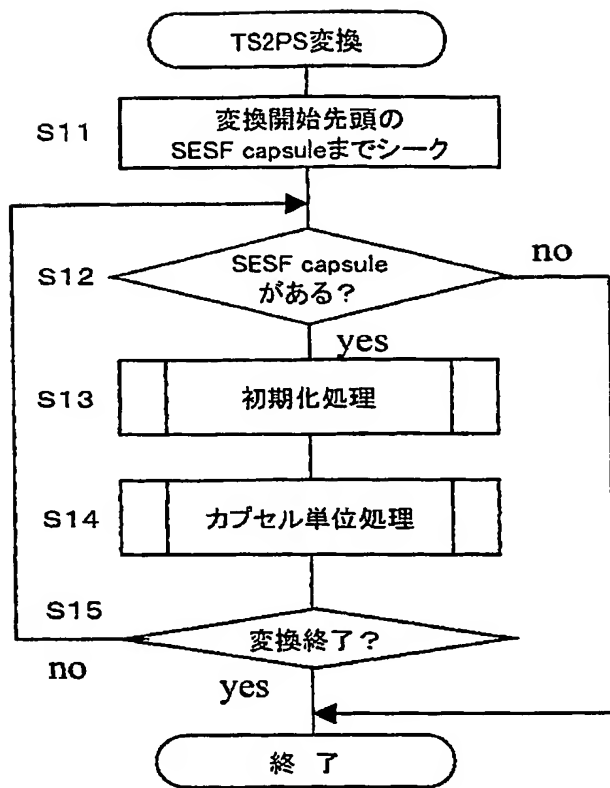 TS2PS変換
S11
変換開始先頭の
SESF capsuleまでシーク
S12
SESF capsule
がある?
no
yes
S13
初期化処理
S14
カプセル単位処理
S15
変換終了?
no
yes
終 了